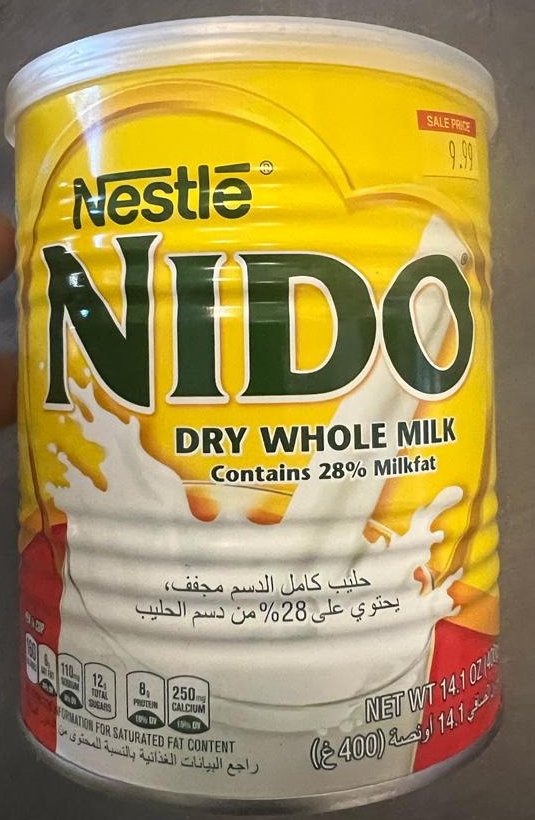 SALE PRICE
9.99
Nestlé®
NIDO®
DRY WHOLE MILK
Contains 28% Milkfat
حليب كامل الدسم مجفف،
يحتوي على 28% من دسم الحليب
CUP
110mg SODIUM
12g TOTAL SUGARS
8g PROTEIN
250mg CALCIUM
NET WT 14.1 OZ
14.1 أونصة (400 غ)
FORMATION FOR SATURATED FAT CONTENT
راجع البيانات الغذائية بالنسبة للمحتوى من